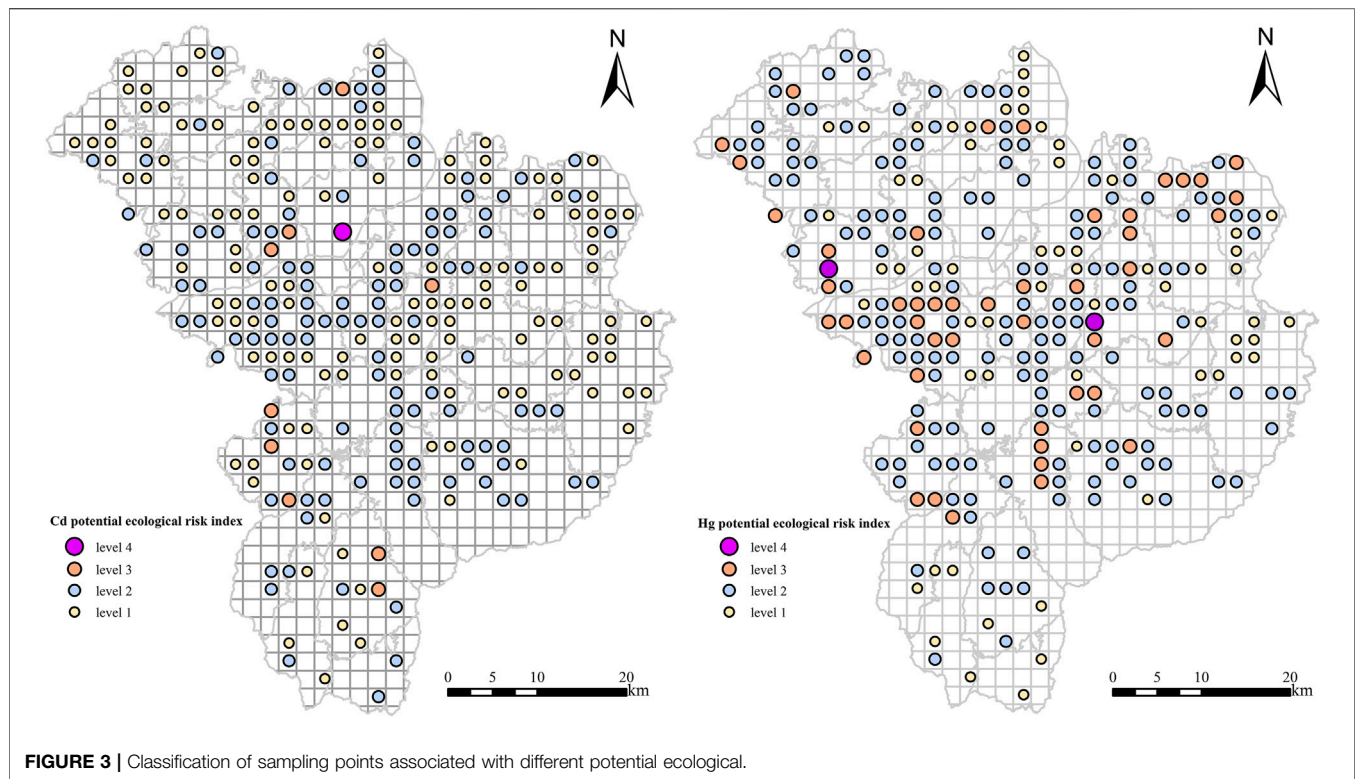 N
Cd potential ecological risk index
level 4
level 3
level 2
level 1
0 5 10 20
km
N
Hg potential ecological risk index
level 4
level 3
level 2
level 1
0 5 10 20
km
FIGURE 3 | Classification of sampling points associated with different potential ecological.